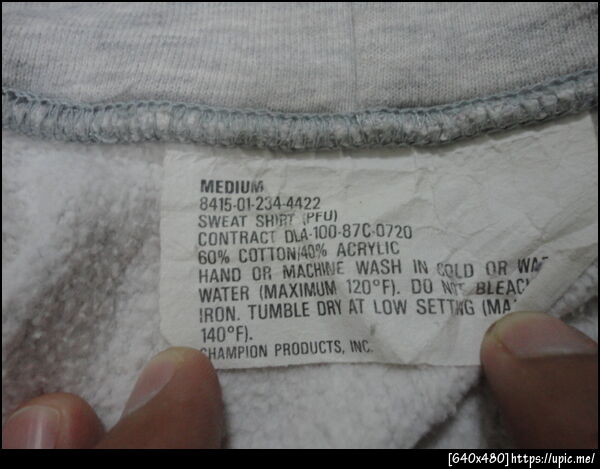 MEDIUM
8415-01-234-4422
SWEAT SHIRT (PFU)
CONTRACT DLA-100-87C-0720
60% COTTON/40% ACRYLIC
HAND OR MACHINE WASH IN COLD OR
WATER (MAXIMUM 120°F). DO NOT
IRON. TUMBLE DRY AT LOW SETTING
140°F).
CHAMPION PRODUCTS, INC.
[640x480]https://upic.me/